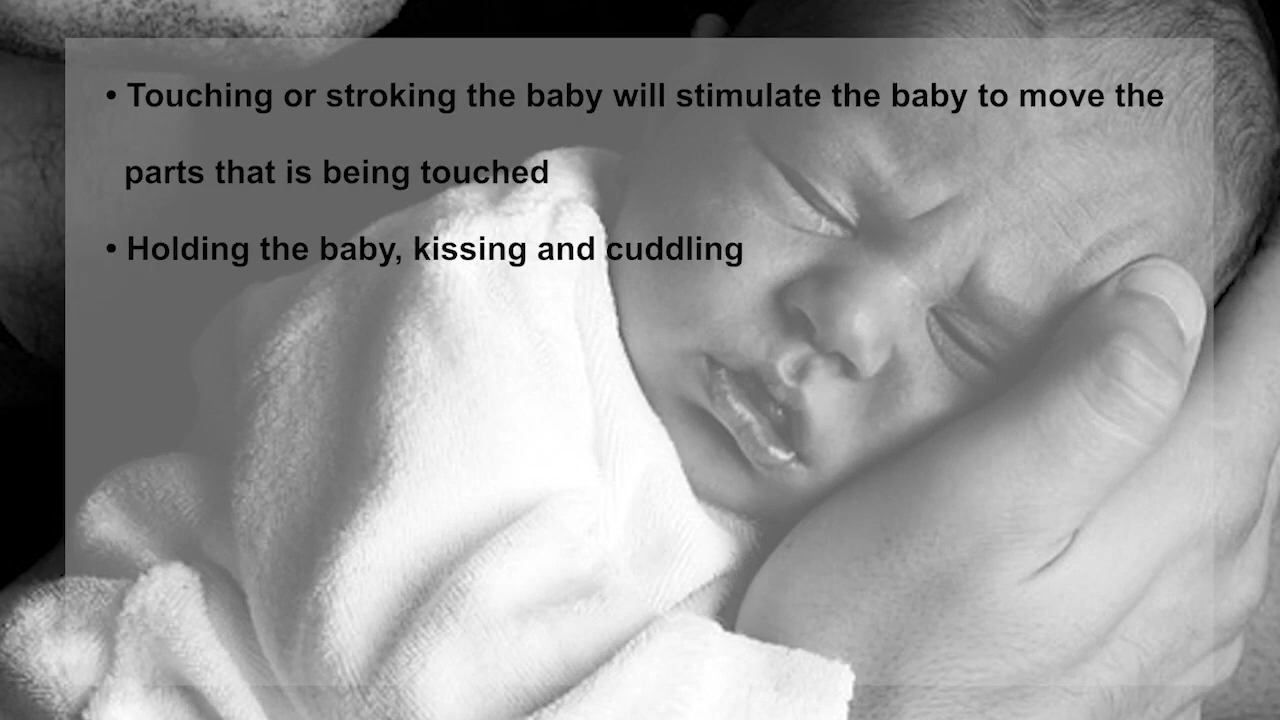 • Touching or stroking the baby will stimulate the baby to move the
parts that is being touched
• Holding the baby, kissing and cuddling